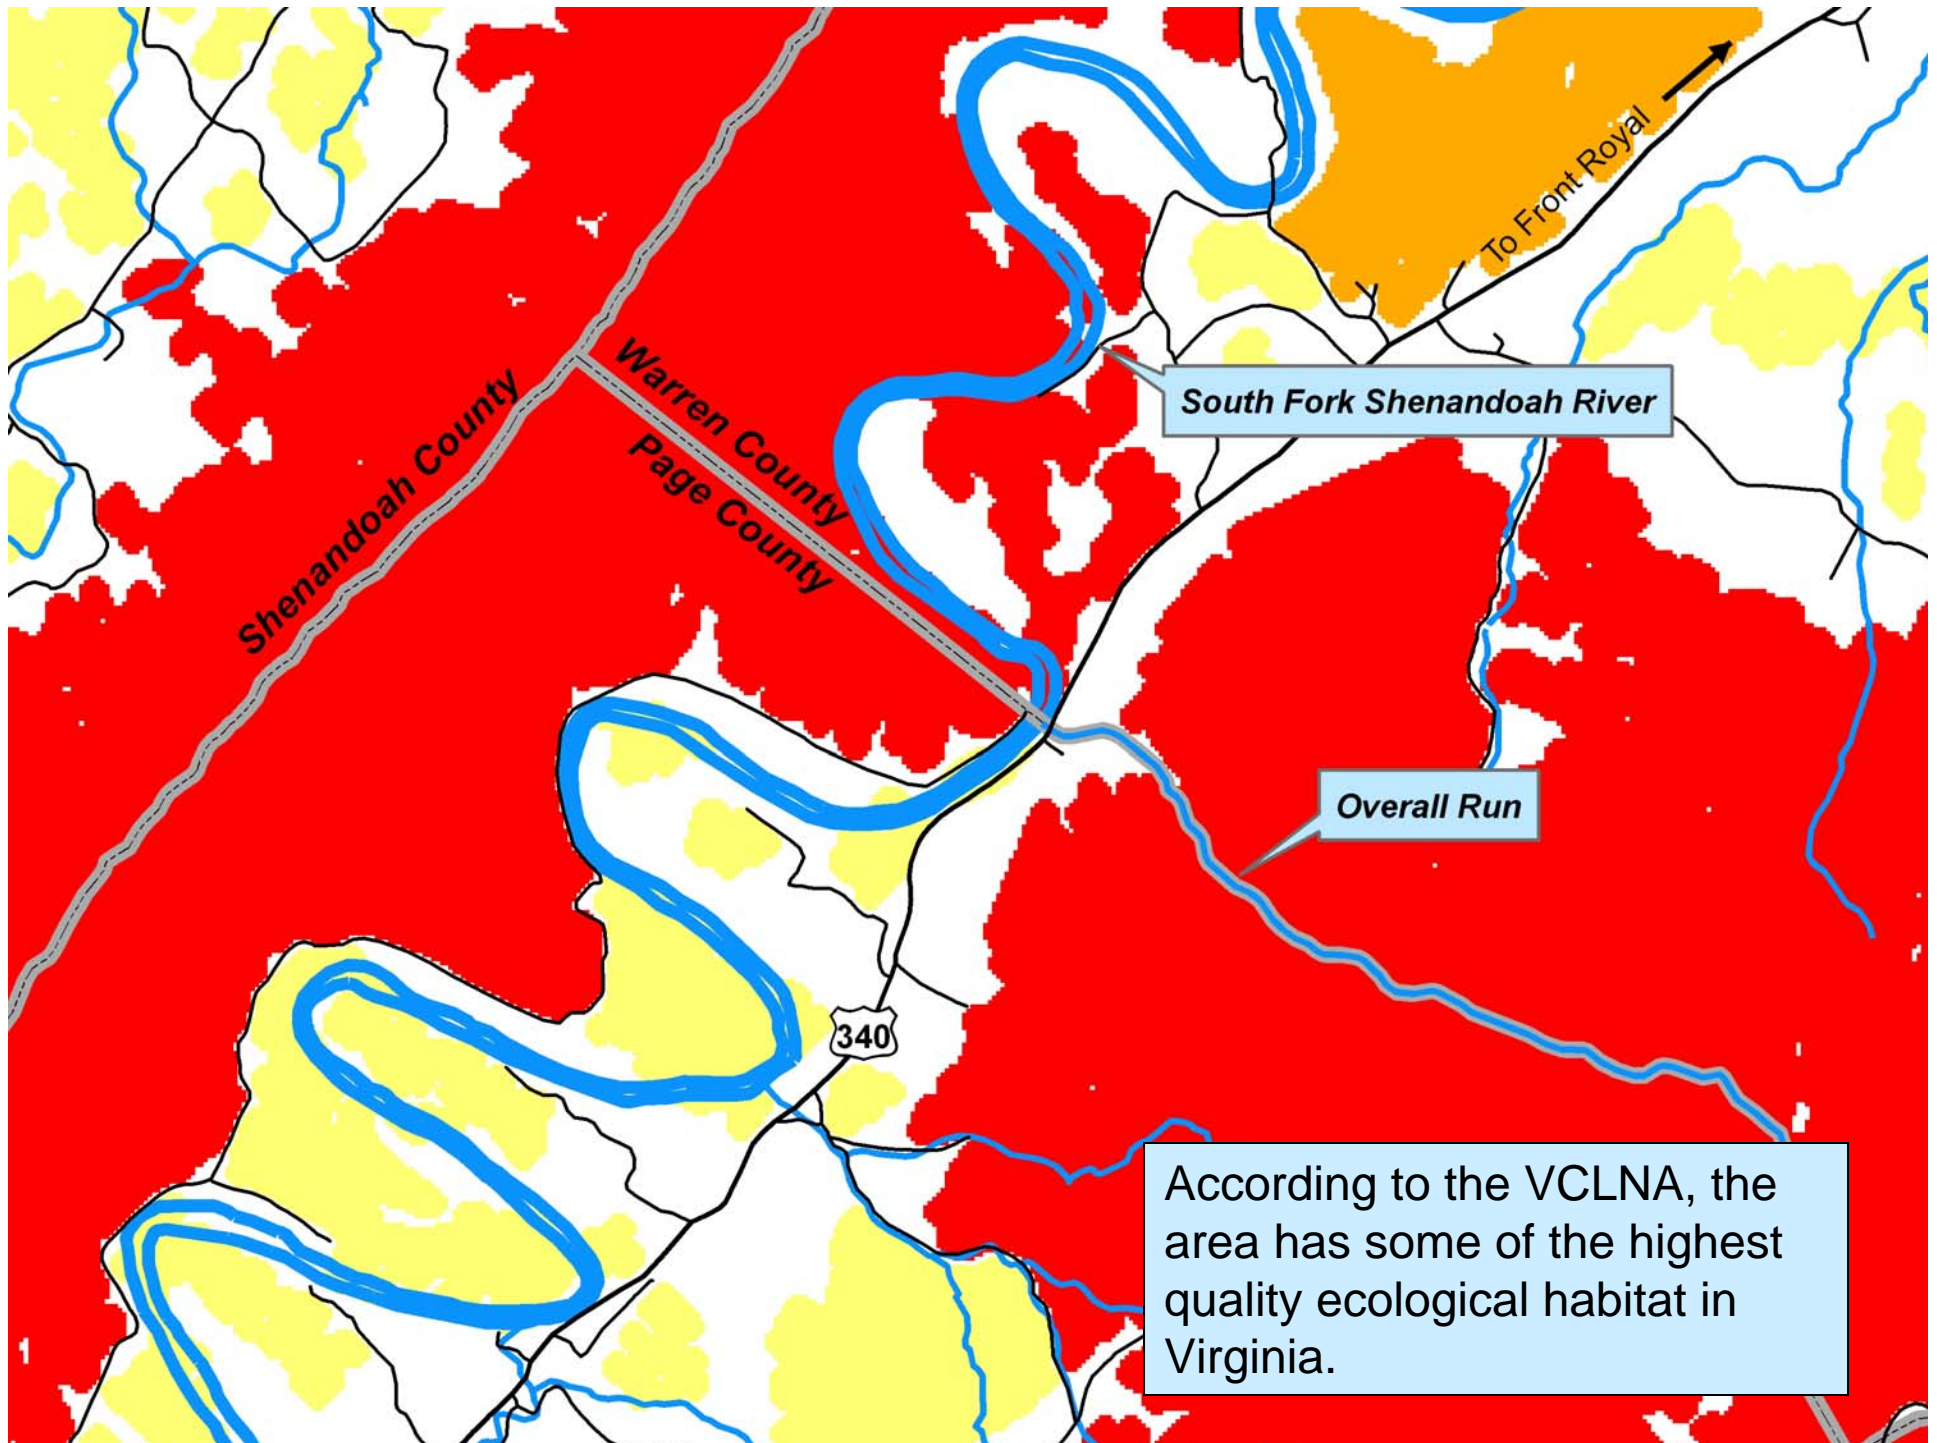 To Front Royal
Warren County
Page County
Shenandoah County
South Fork Shenandoah River
Overall Run
340
According to the VCLNA, the
area has some of the highest
quality ecological habitat in
Virginia.